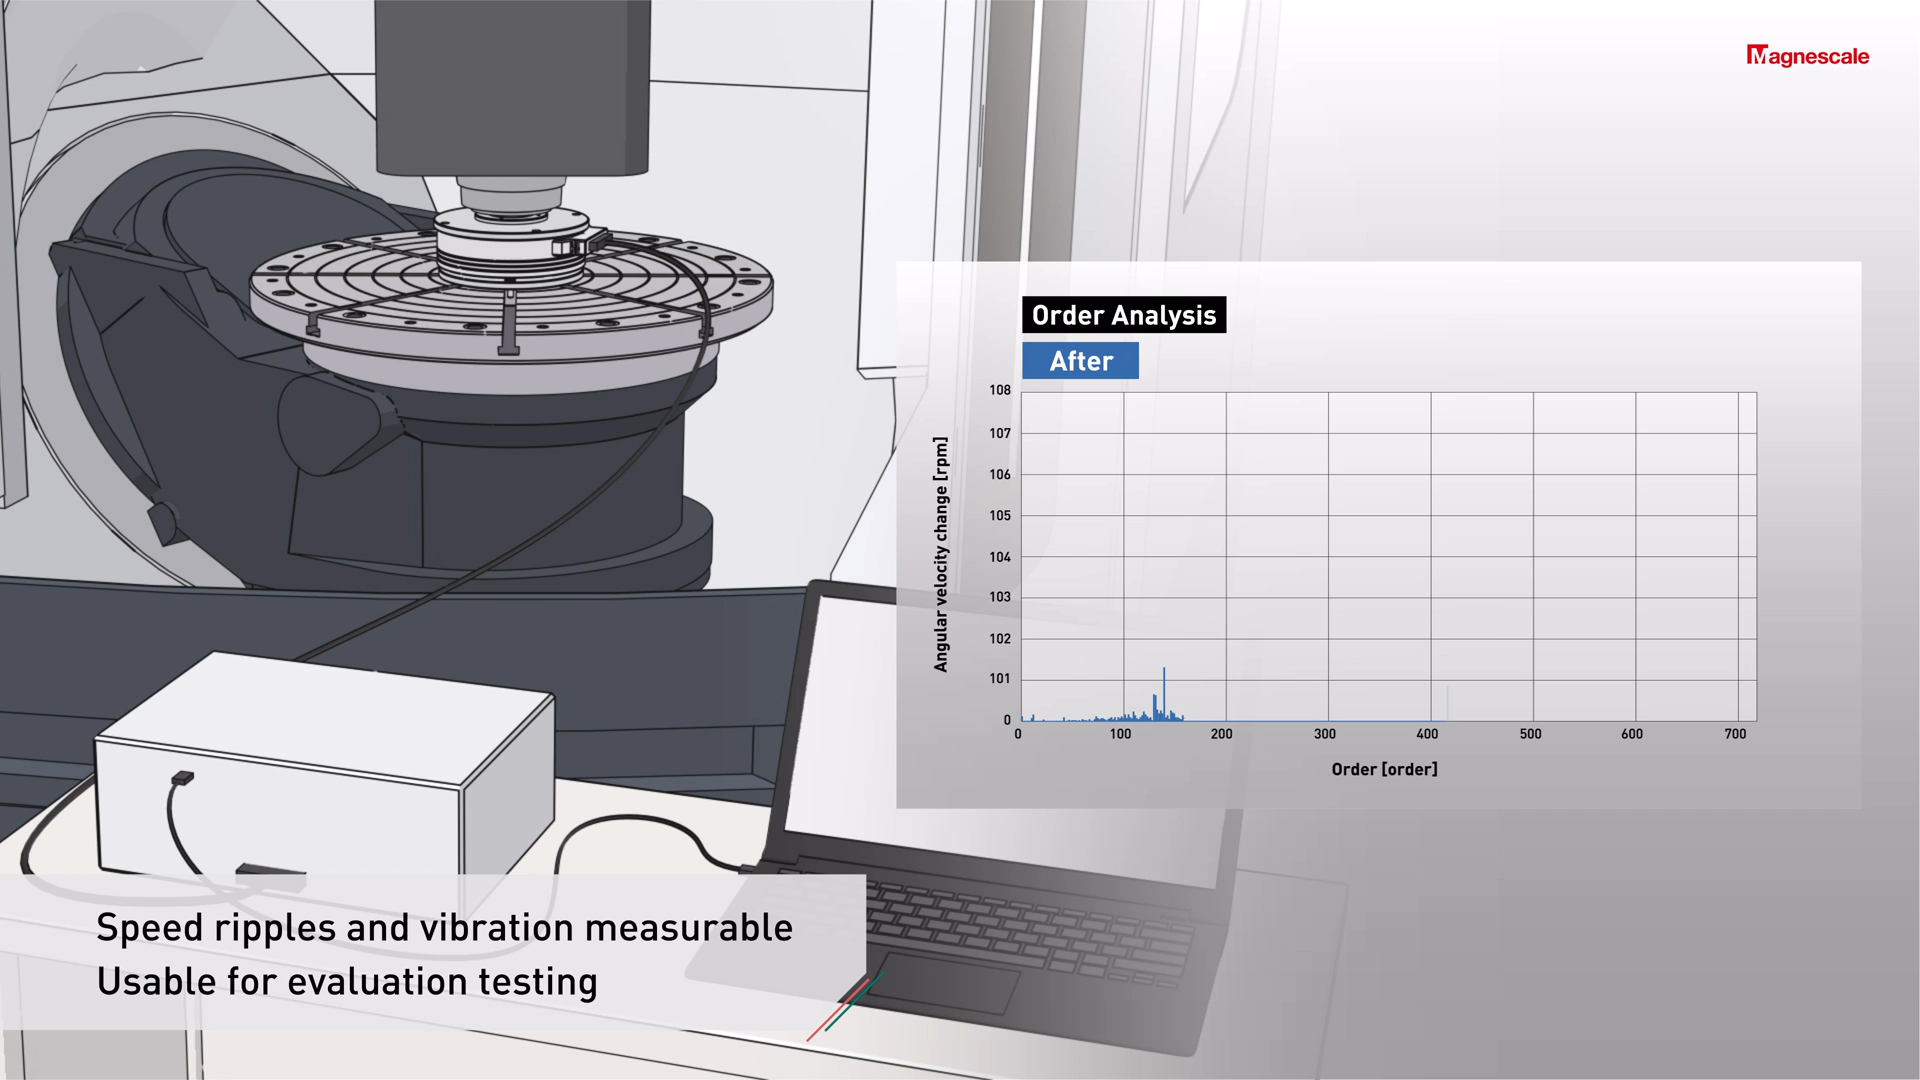 Magnescale
Order Analysis
After
Angular velocity change [rpm]
108
107
106
105
104
103
102
101
0
0 100 200 300 400 500 600 700
Order [order]
Speed ripples and vibration measurable
Usable for evaluation testing